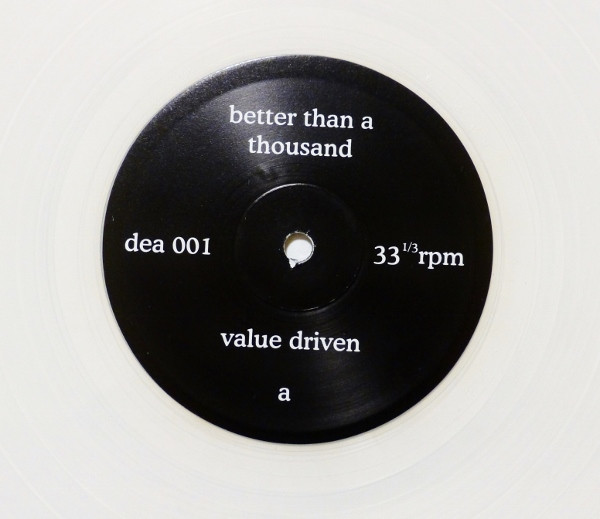 better than a
thousand
dea 001
33 1/3 rpm
value driven
a